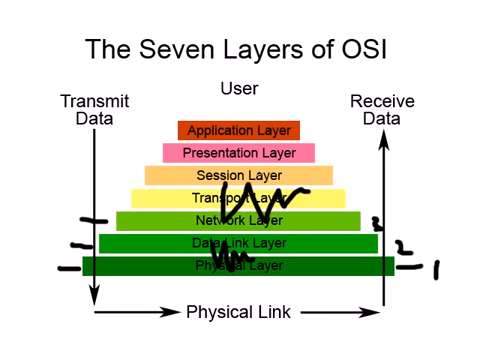 The Seven Layers of OSI
User
Transmit
Data
Receive
Data
Application Layer
Presentation Layer
Session Layer
Transport Layer
Network Layer
3
Data Link Layer
2
Physical Layer
1
Physical Link